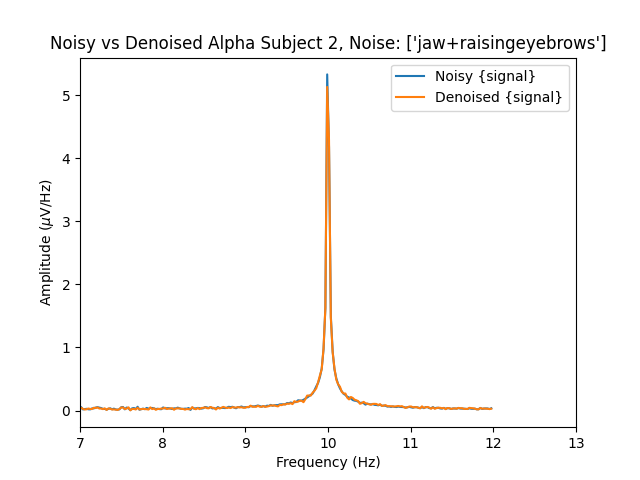 Noisy vs Denoised Alpha Subject 2, Noise: ['jaw+raisingeyebrows']
Noisy {signal}
Denoised {signal}
Amplitude (μV/Hz)
5
4
3
2
1
0
7 8 9 10 11 12 13
Frequency (Hz)